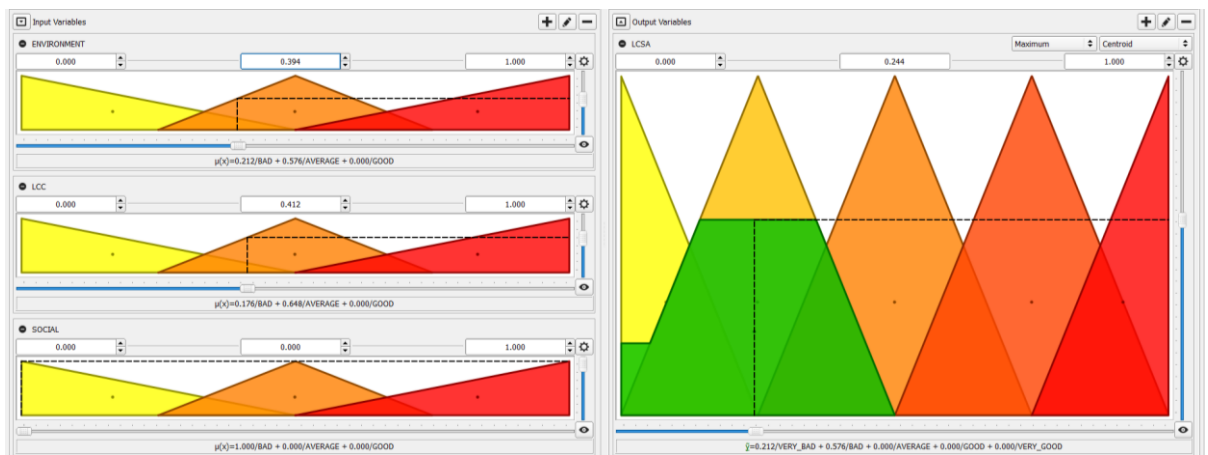 Input Variables
ENVIRONMENT
0.000 0.394 1.000
μ(x)=0.212/BAD + 0.576/AVERAGE + 0.000/GOOD
LCC
0.000 0.412 1.000
μ(x)=0.176/BAD + 0.648/AVERAGE + 0.000/GOOD
SOCIAL
0.000 0.000 1.000
μ(x)=1.000/BAD + 0.000/AVERAGE + 0.000/GOOD
Output Variables
LCSA Maximum Centroid
0.000 0.244 1.000
ŷ=0.212/VERY_BAD + 0.576/BAD + 0.000/AVERAGE + 0.000/GOOD + 0.000/VERY_GOOD